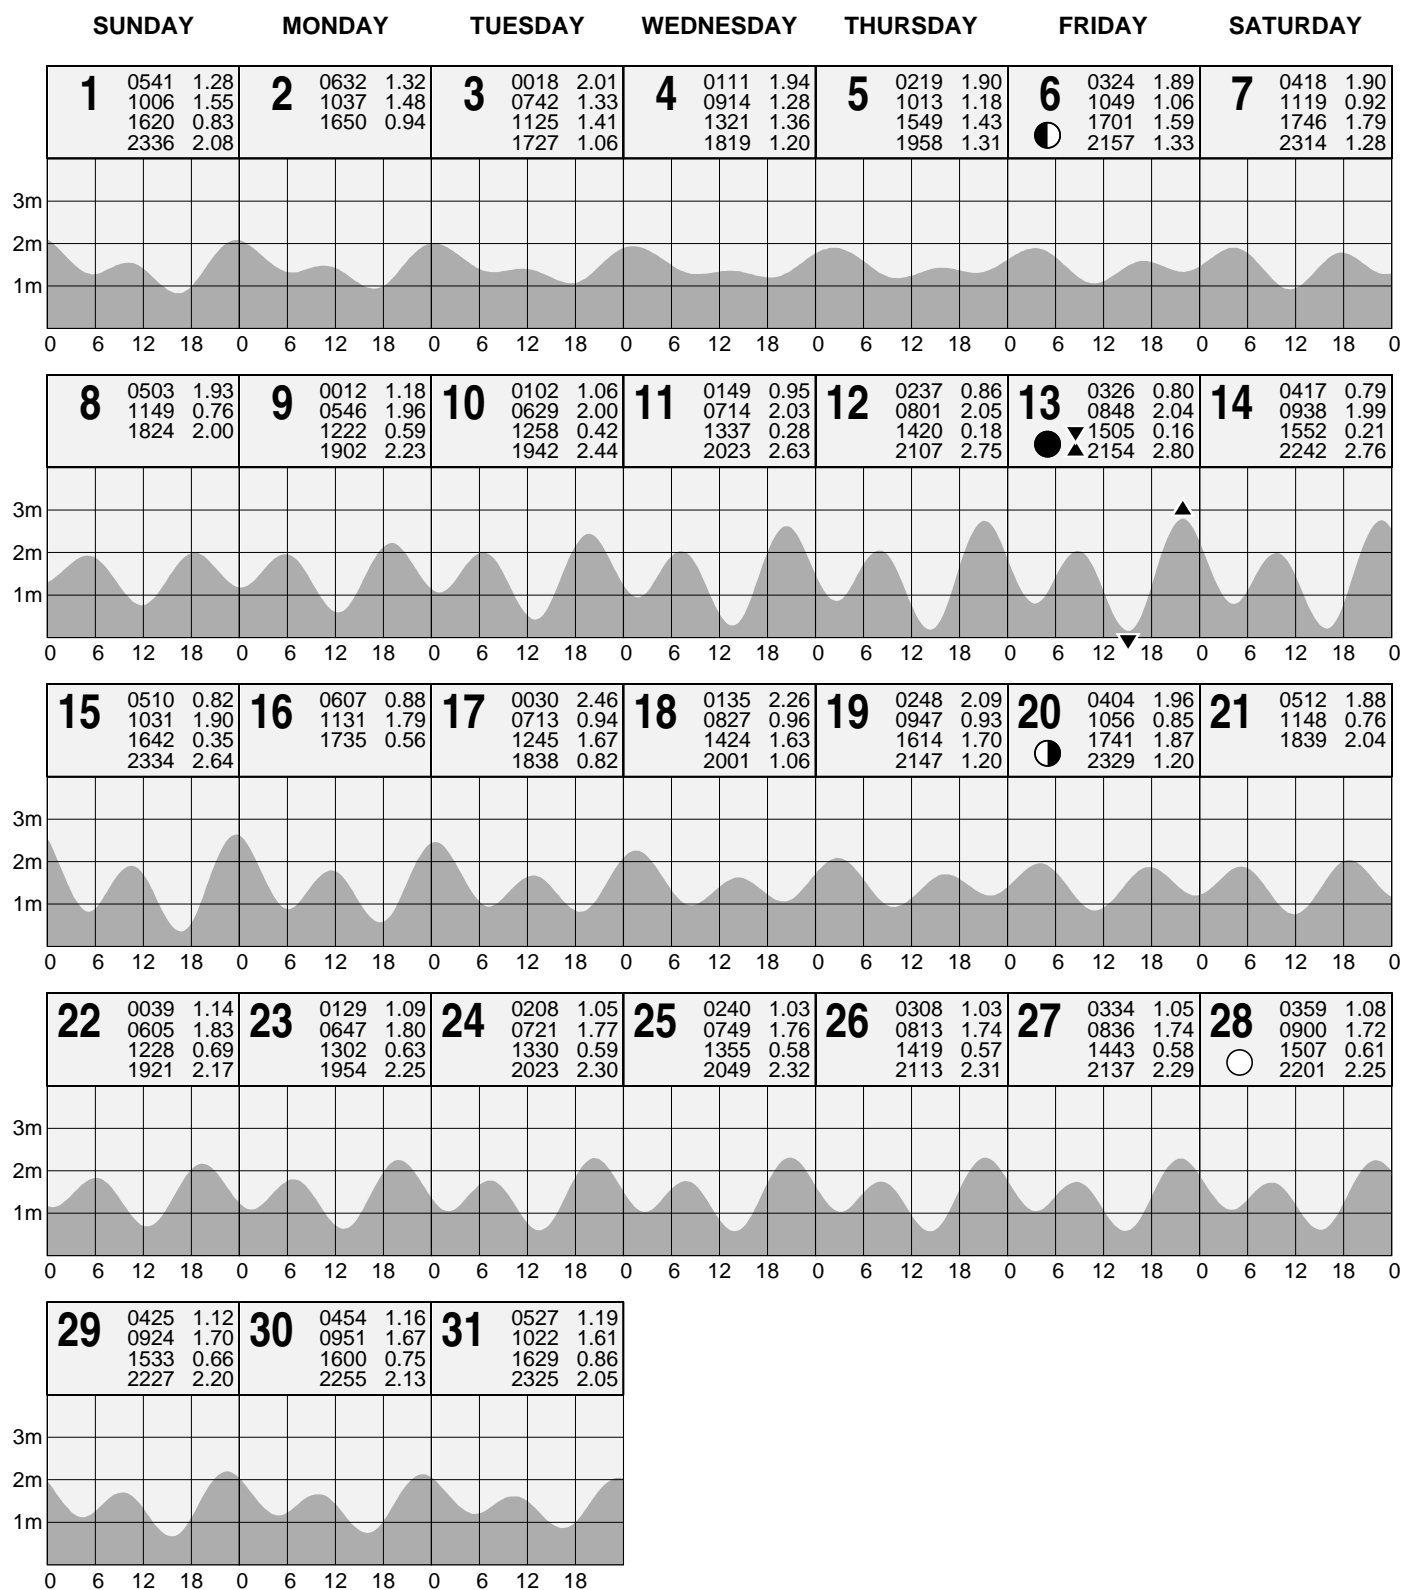 SUNDAY MONDAY TUESDAY WEDNESDAY THURSDAY FRIDAY SATURDAY
1 0541 1.28 2 0632 1.32 3 0018 2.01 4 0111 1.94 5 0219 1.90 6 0324 1.89 7 0418 1.90
1006 1.55 1037 1.48 0742 1.33 0914 1.28 1013 1.18 1049 1.06 1119 0.92
1620 0.83 1650 0.94 1125 1.41 1321 1.36 1549 1.43 1701 1.59 1746 1.79
2336 2.08 1727 1.06 1819 1.20 1958 1.31 2157 1.33 2314 1.28
3m
2m
1m
0 6 12 18 0 6 12 18 0 6 12 18 0 6 12 18 0 6 12 18 0 6 12 18 0 6 12 18 0
8 0503 1.93 9 0012 1.18 10 0102 1.06 11 0149 0.95 12 0237 0.86 13 0326 0.80 14 0417 0.79
1149 0.76 0546 1.96 0629 2.00 0714 2.03 0801 2.05 0848 2.04 0938 1.99
1824 2.00 1222 0.59 1258 0.42 1337 0.28 1420 0.18 1505 0.16 1552 0.21
1902 2.23 1942 2.44 2023 2.63 2107 2.75 2154 2.80 2242 2.76
3m
2m
1m
0 6 12 18 0 6 12 18 0 6 12 18 0 6 12 18 0 6 12 18 0 6 12 18 0 6 12 18 0
15 0510 0.82 16 0607 0.88 17 0030 2.46 18 0135 2.26 19 0248 2.09 20 0404 1.96 21 0512 1.88
1031 1.90 1131 1.79 0713 0.94 0827 0.96 0947 0.93 1056 0.85 1148 0.76
1642 0.35 1735 0.56 1245 1.67 1424 1.63 1614 1.70 1741 1.87 1839 2.04
2334 2.64 1838 0.82 2001 1.06 2147 1.20 2329 1.20
3m
2m
1m
0 6 12 18 0 6 12 18 0 6 12 18 0 6 12 18 0 6 12 18 0 6 12 18 0 6 12 18 0
22 0039 1.14 23 0129 1.09 24 0208 1.05 25 0240 1.03 26 0308 1.03 27 0334 1.05 28 0359 1.08
0605 1.83 0647 1.80 0721 1.77 0749 1.76 0813 1.74 0836 1.74 0900 1.72
1228 0.69 1302 0.63 1330 0.59 1355 0.58 1419 0.57 1443 0.58 1507 0.61
1921 2.17 1954 2.25 2023 2.30 2049 2.32 2113 2.31 2137 2.29 2201 2.25
3m
2m
1m
0 6 12 18 0 6 12 18 0 6 12 18 0 6 12 18 0 6 12 18 0 6 12 18 0 6 12 18 0
29 0425 1.12 30 0454 1.16 31 0527 1.19
0924 1.70 0951 1.67 1022 1.61
1533 0.66 1600 0.75 1629 0.86
2227 2.20 2255 2.13 2325 2.05
3m
2m
1m
0 6 12 18 0 6 12 18 0 6 12 18